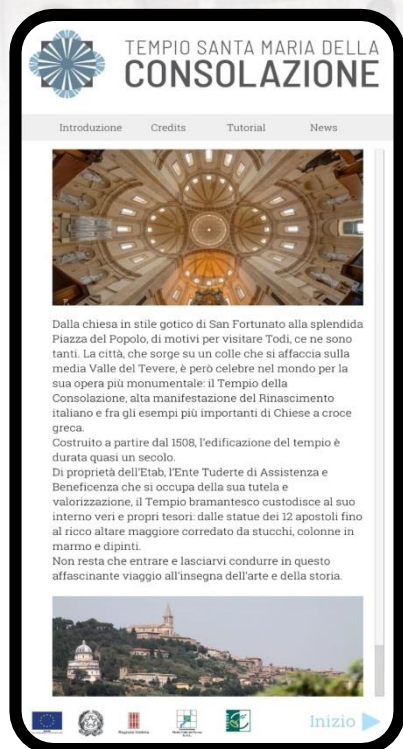 TEMPIO SANTA MARIA DELLA
CONSOLAZIONE
Introduzione Credits Tutorial News
Dalla chiesa in stile gotico di San Fortunato alla splendida
Piazza del Popolo, di motivi per visitare Todi, ce ne sono
tanti. La città, che sorge su un colle che si affaccia sulla
media Valle del Tevere, è però celebre nel mondo per la
sua opera più monumentale: il Tempio della
Consolazione, alta manifestazione del Rinascimento
italiano e fra gli esempi più importanti di Chiese a croce
greca.
Costruito a partire dal 1508, l'edificazione del tempio è
durata quasi un secolo.
Di proprietà dell'Etab, l'Ente Tuderte di Assistenza e
Beneficenza che si occupa della sua tutela e
valorizzazione, il Tempio bramantesco custodisce al suo
interno veri e propri tesori: dalle statue dei 12 apostoli fino
al ricco altare maggiore corredato da stucchi, colonne in
marmo e dipinti.
Non resta che entrare e lasciarvi condurre in questo
affascinante viaggio all'insegna dell'arte e della storia.
Regione Umbria
Inizio